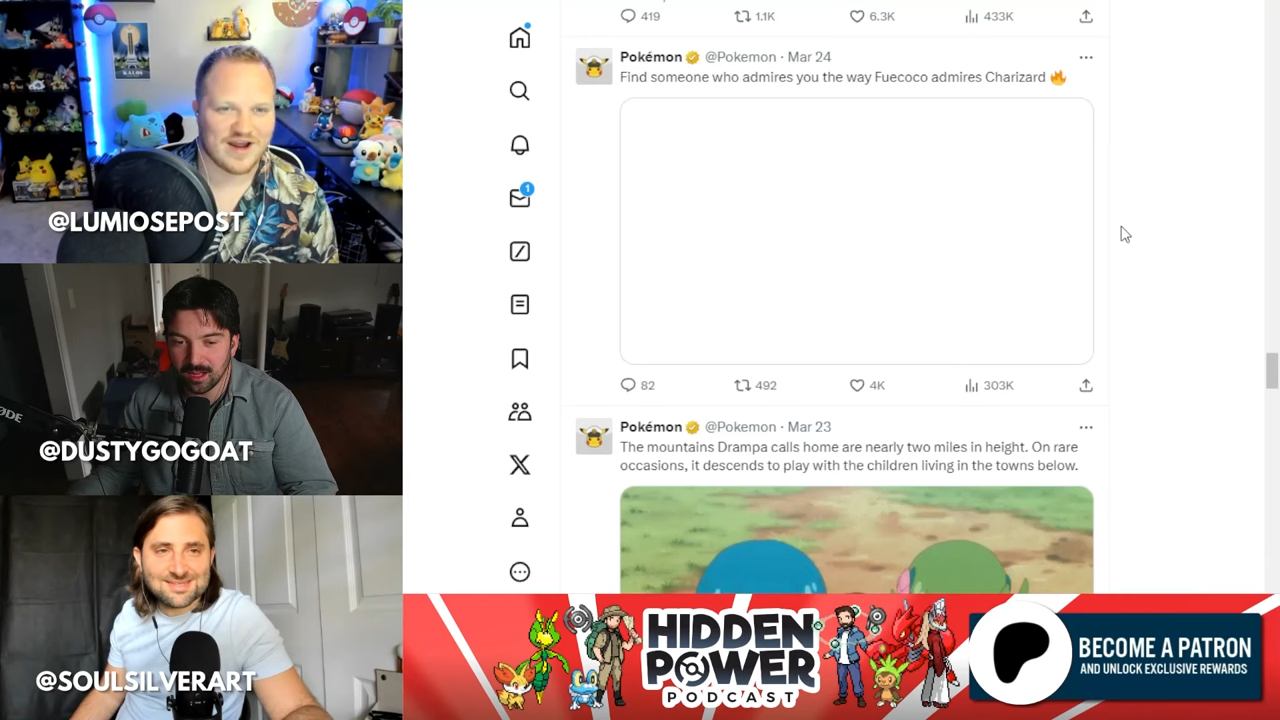 KALOS
@LUMIOSEPOST
RØDE
@DUSTYGOGOAT
@SOULSILVERART
419 1.1K 6.3K 433K
Pokémon @Pokemon · Mar 24
Find someone who admires you the way Fuecoco admires Charizard 🔥
1
82 492 4K 303K
Pokémon @Pokemon · Mar 23
The mountains Drampa calls home are nearly two miles in height. On rare
occasions, it descends to play with the children living in the towns below.
HIDDEN
POWER
PODCAST
BECOME A PATRON
AND UNLOCK EXCLUSIVE REWARDS